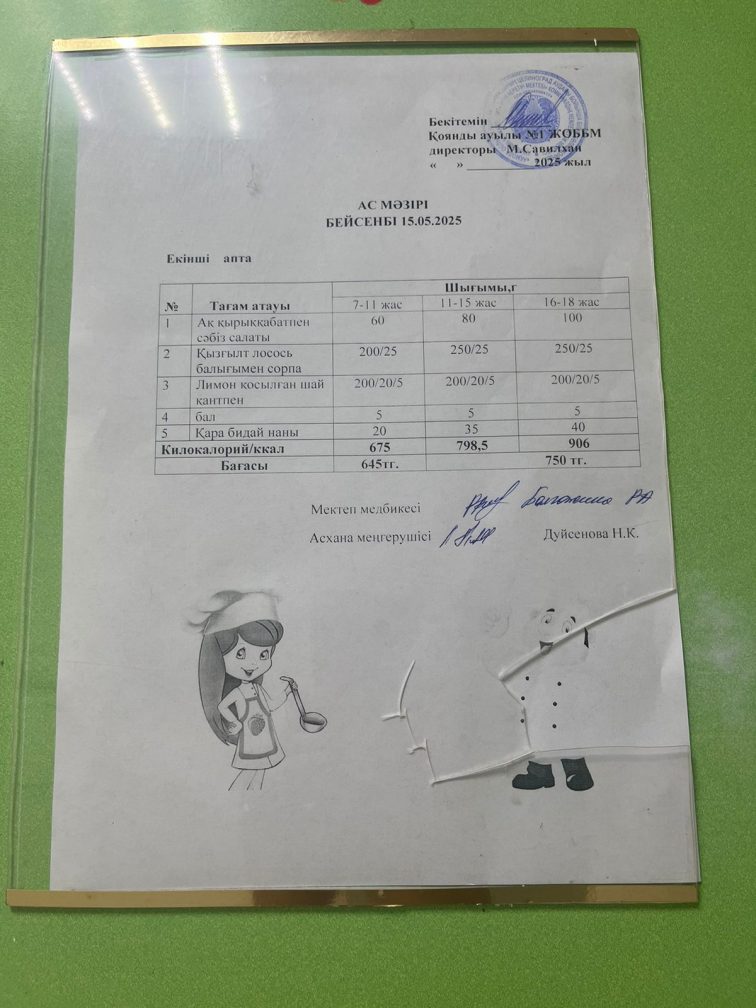 Бекітемін
Қоянды ауылы №1 ЖОББМ
директоры М.Савилхан
« » __________ 2025 жыл
АС МӘЗІРІ
БЕЙСЕНБІ 15.05.2025
Екінші апта
№ Тағам атауы Шығымы,г
7-11 жас 11-15 жас 16-18 жас
1 Ақ қырыққабатпен 60 80 100
сәбіз салаты
2 Қызғылт лосось 200/25 250/25 250/25
балығымен сорпа
3 Лимон қосылған шай 200/20/5 200/20/5 200/20/5
қантпен
4 бал 5 5 5
5 Қара бидай наны 20 35 40
Килокалорий/ккал 675 798,5 906
Бағасы 645тг. 750 тг.
Мектеп медбикесі
Асхана меңгерушісі Дуйсенова Н.К.